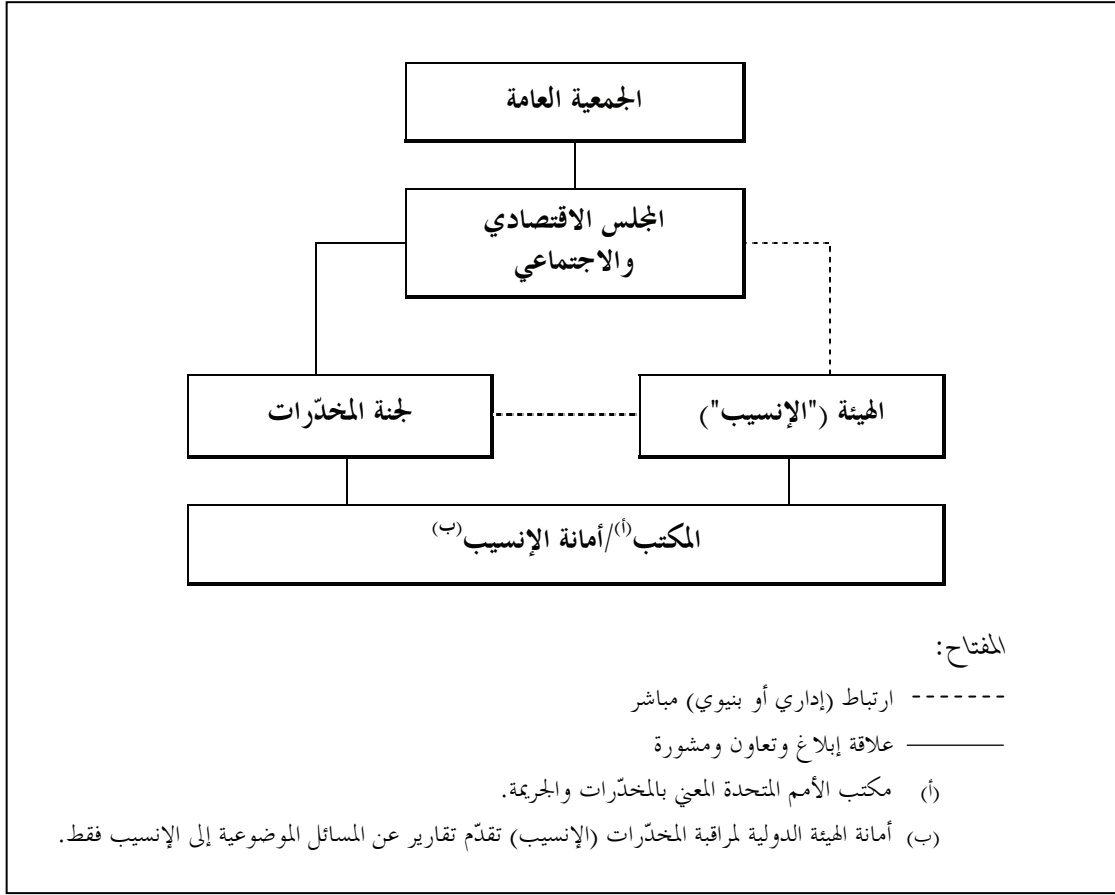 الجمعية العامة
المجلس الاقتصادي
والاجتماعي
الهيئة ("الإنسيب")
لجنة المخدّرات
المكتب(أ)/أمانة الإنسيب(ب)
المفتاح:
------- ارتباط (إداري أو بنيوي) مباشر
——— علاقة إبلاغ وتعاون ومشورة
(أ) مكتب الأمم المتحدة المعني بالمخدّرات والجريمة.
(ب) أمانة الهيئة الدولية لمراقبة المخدّرات (الإنسيب) تقدّم تقارير عن المسائل الموضوعية إلى الإنسيب فقط.